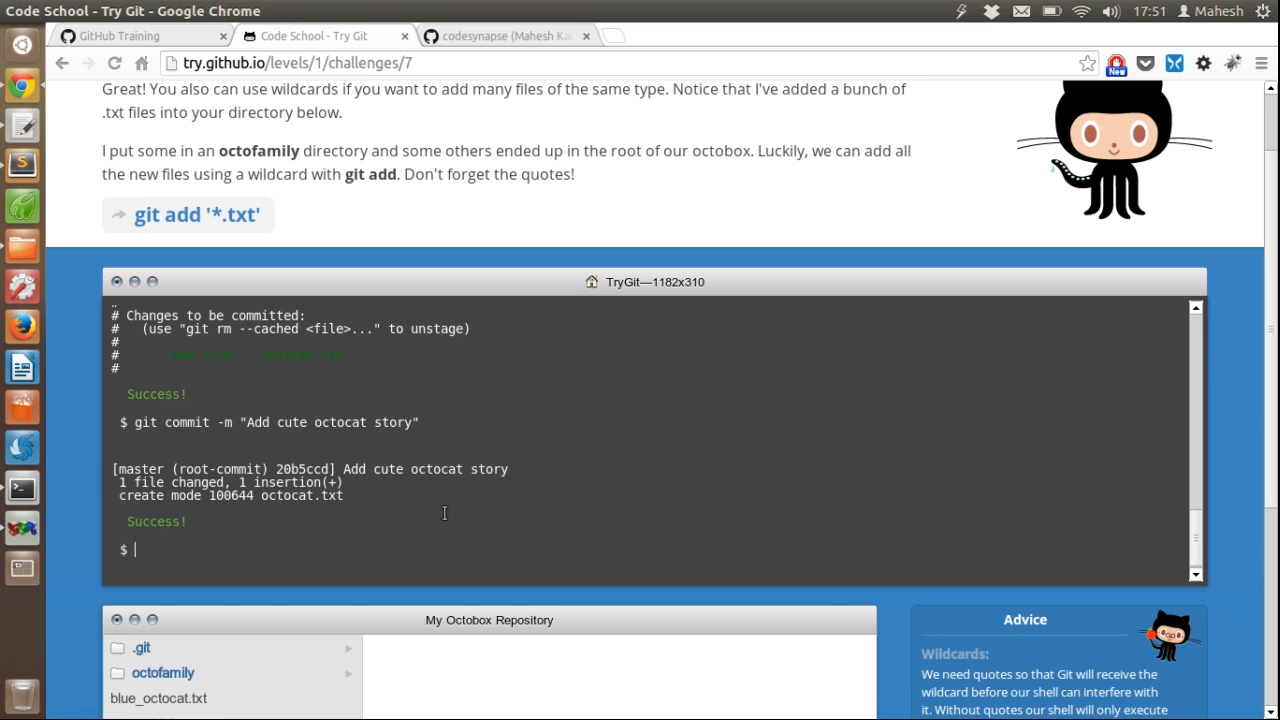 Code School - Try Git - Google Chrome
17:51 Mahesh
GitHub Training
Code School - Try Git
codesynapse (Mahesh Ka
try.github.io/levels/1/challenges/7
New
Great! You also can use wildcards if you want to add many files of the same type. Notice that I've added a bunch of
.txt files into your directory below.
I put some in an octofamily directory and some others ended up in the root of our octobox. Luckily, we can add all
the new files using a wildcard with git add. Don't forget the quotes!
git add '*.txt'
TryGit—1182x310
# Changes to be committed:
#   (use "git rm --cached <file>..." to unstage)
#
#       new file:   octocat.txt
#
Success!
$ git commit -m "Add cute octocat story"
[master (root-commit) 20b5ccd] Add cute octocat story
1 file changed, 1 insertion(+)
create mode 100644 octocat.txt
Success!
$
My Octobox Repository
.git
octofamily
blue_octocat.txt
Advice
Wildcards:
We need quotes so that Git will receive the
wildcard before our shell can interfere with
it. Without quotes our shell will only execute